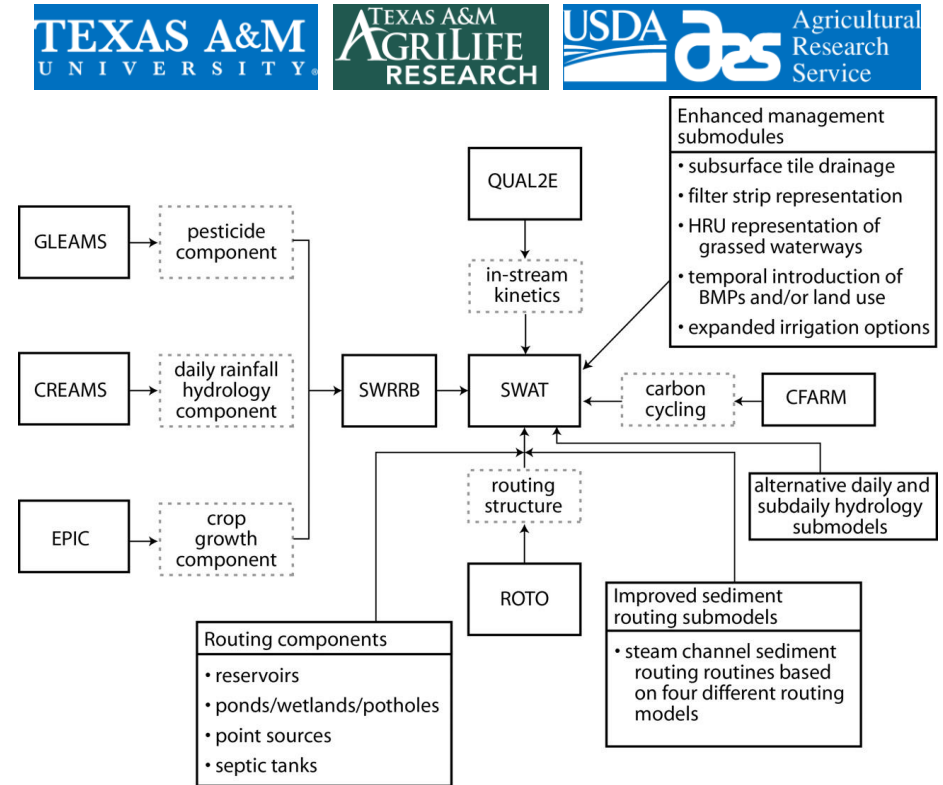 TEXAS A&M
UNIVERSITY
TEXAS A&M
AGRILIFE
RESEARCH
USDA
ars
Agricultural
Research
Service
GLEAMS
pesticide
component
CREAMS
daily rainfall
hydrology
component
EPIC
crop
growth
component
SWRRB
QUAL2E
in-stream
kinetics
SWAT
routing
structure
ROTO
Enhanced management
submodules
• subsurface tile drainage
• filter strip representation
• HRU representation of
grassed waterways
• temporal introduction of
BMPs and/or land use
• expanded irrigation options
carbon
cycling
CFARM
alternative daily and
subdaily hydrology
submodels
Routing components
• reservoirs
• ponds/wetlands/potholes
• point sources
• septic tanks
Improved sediment
routing submodels
• steam channel sediment
routing routines based
on four different routing
models